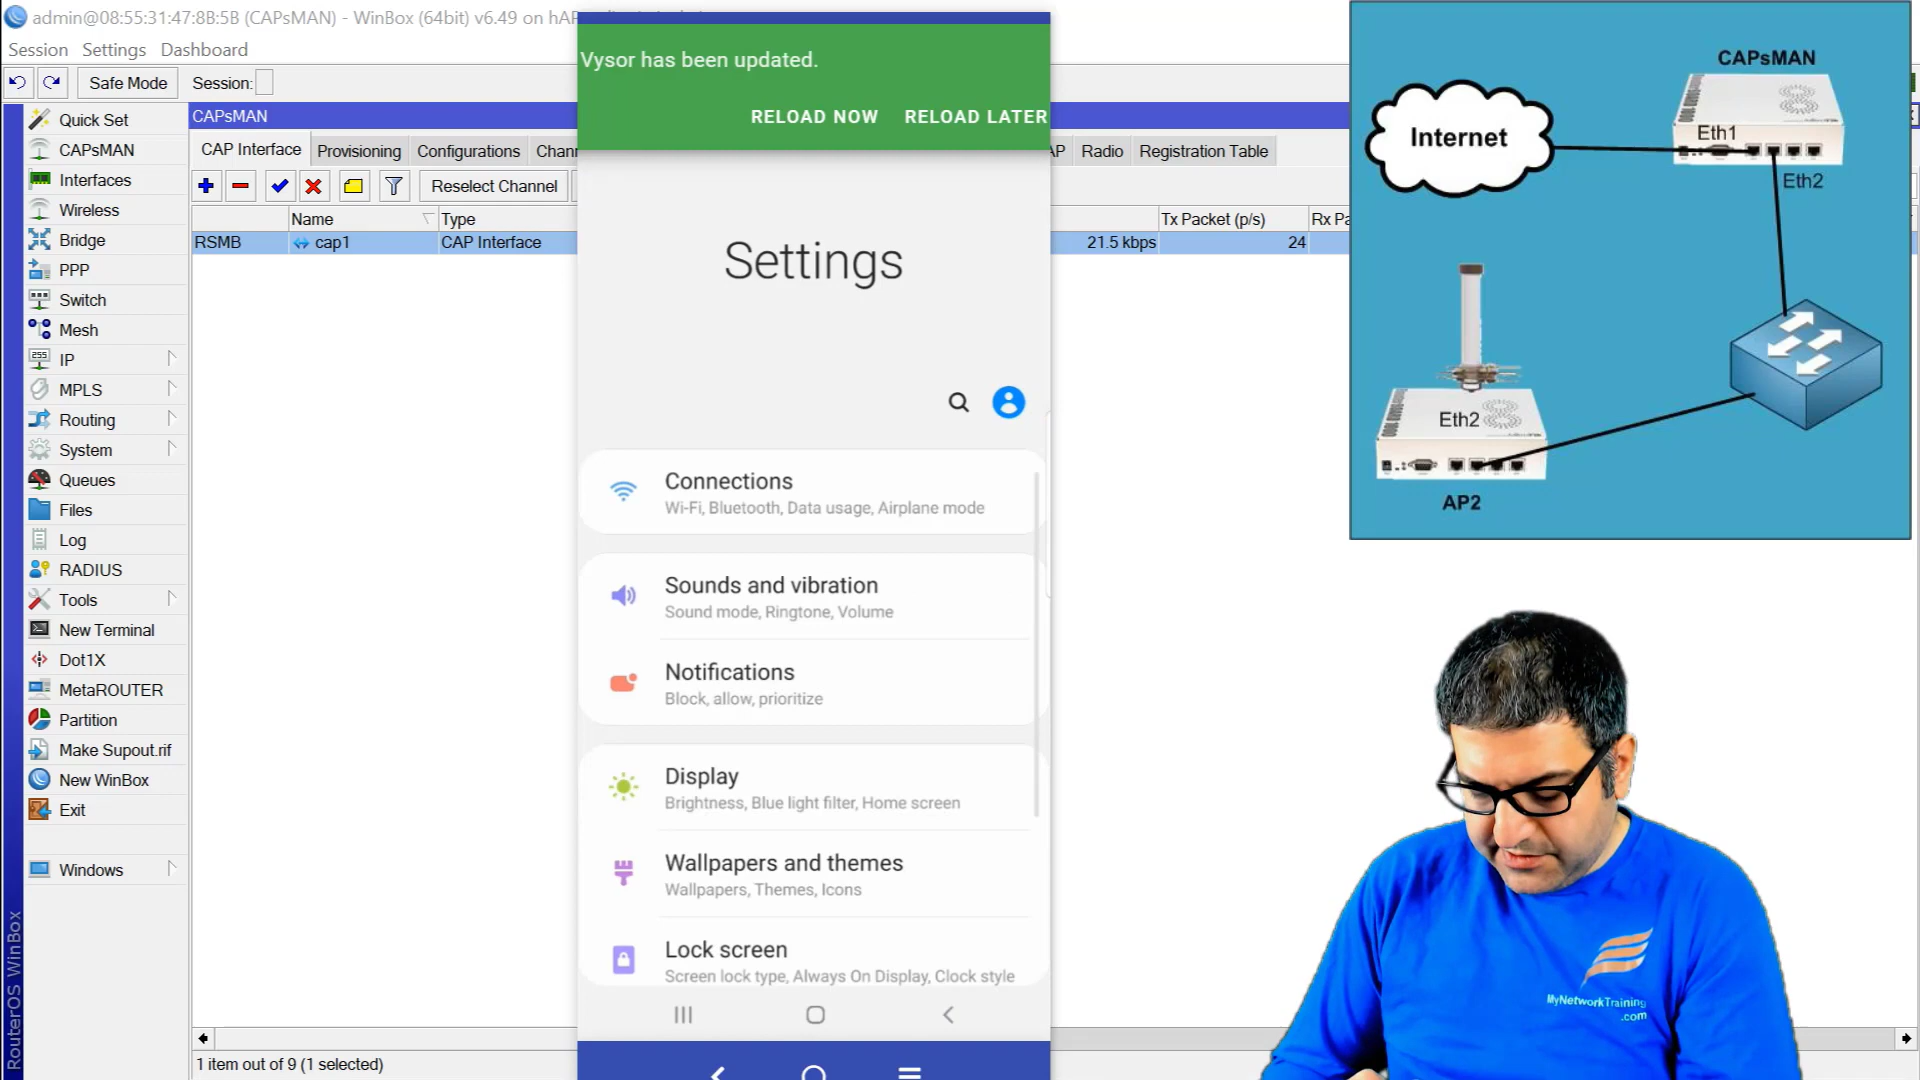 admin@08:55:31:47:8B:5B (CAPsMAN) - WinBox (64bit) v6.49 on hAP
Session Settings Dashboard
Safe Mode Session:
Quick Set
CAPsMAN
Interfaces
Wireless
Bridge
PPP
Switch
Mesh
IP
MPLS
Routing
System
Queues
Files
Log
RADIUS
Tools
New Terminal
Dot1X
MetaROUTER
Partition
Make Supout.rif
New WinBox
Exit
Windows
RouterOS WinBox
CAPsMAN
CAP Interface Provisioning Configurations Chann AP Radio Registration Table
Reselect Channel
Name Type Tx Packet (p/s) Rx Pa
RSMB cap1 CAP Interface 21.5 kbps 24
1 item out of 9 (1 selected)
Vysor has been updated.
RELOAD NOW RELOAD LATER
Settings
Connections
Wi-Fi, Bluetooth, Data usage, Airplane mode
Sounds and vibration
Sound mode, Ringtone, Volume
Notifications
Block, allow, prioritize
Display
Brightness, Blue light filter, Home screen
Wallpapers and themes
Wallpapers, Themes, Icons
Lock screen
Screen lock type, Always On Display, Clock style
CAPsMAN
Internet
Eth1
Eth2
Eth2
AP2
MyNetworkTraining
.com